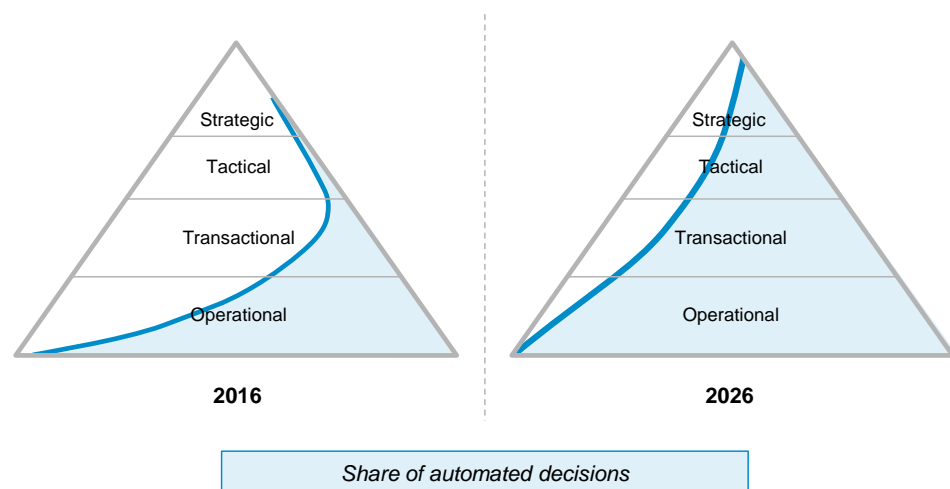 Strategic
Tactical
Transactional
Operational
2016
Strategic
Tactical
Transactional
Operational
2026
Share of automated decisions